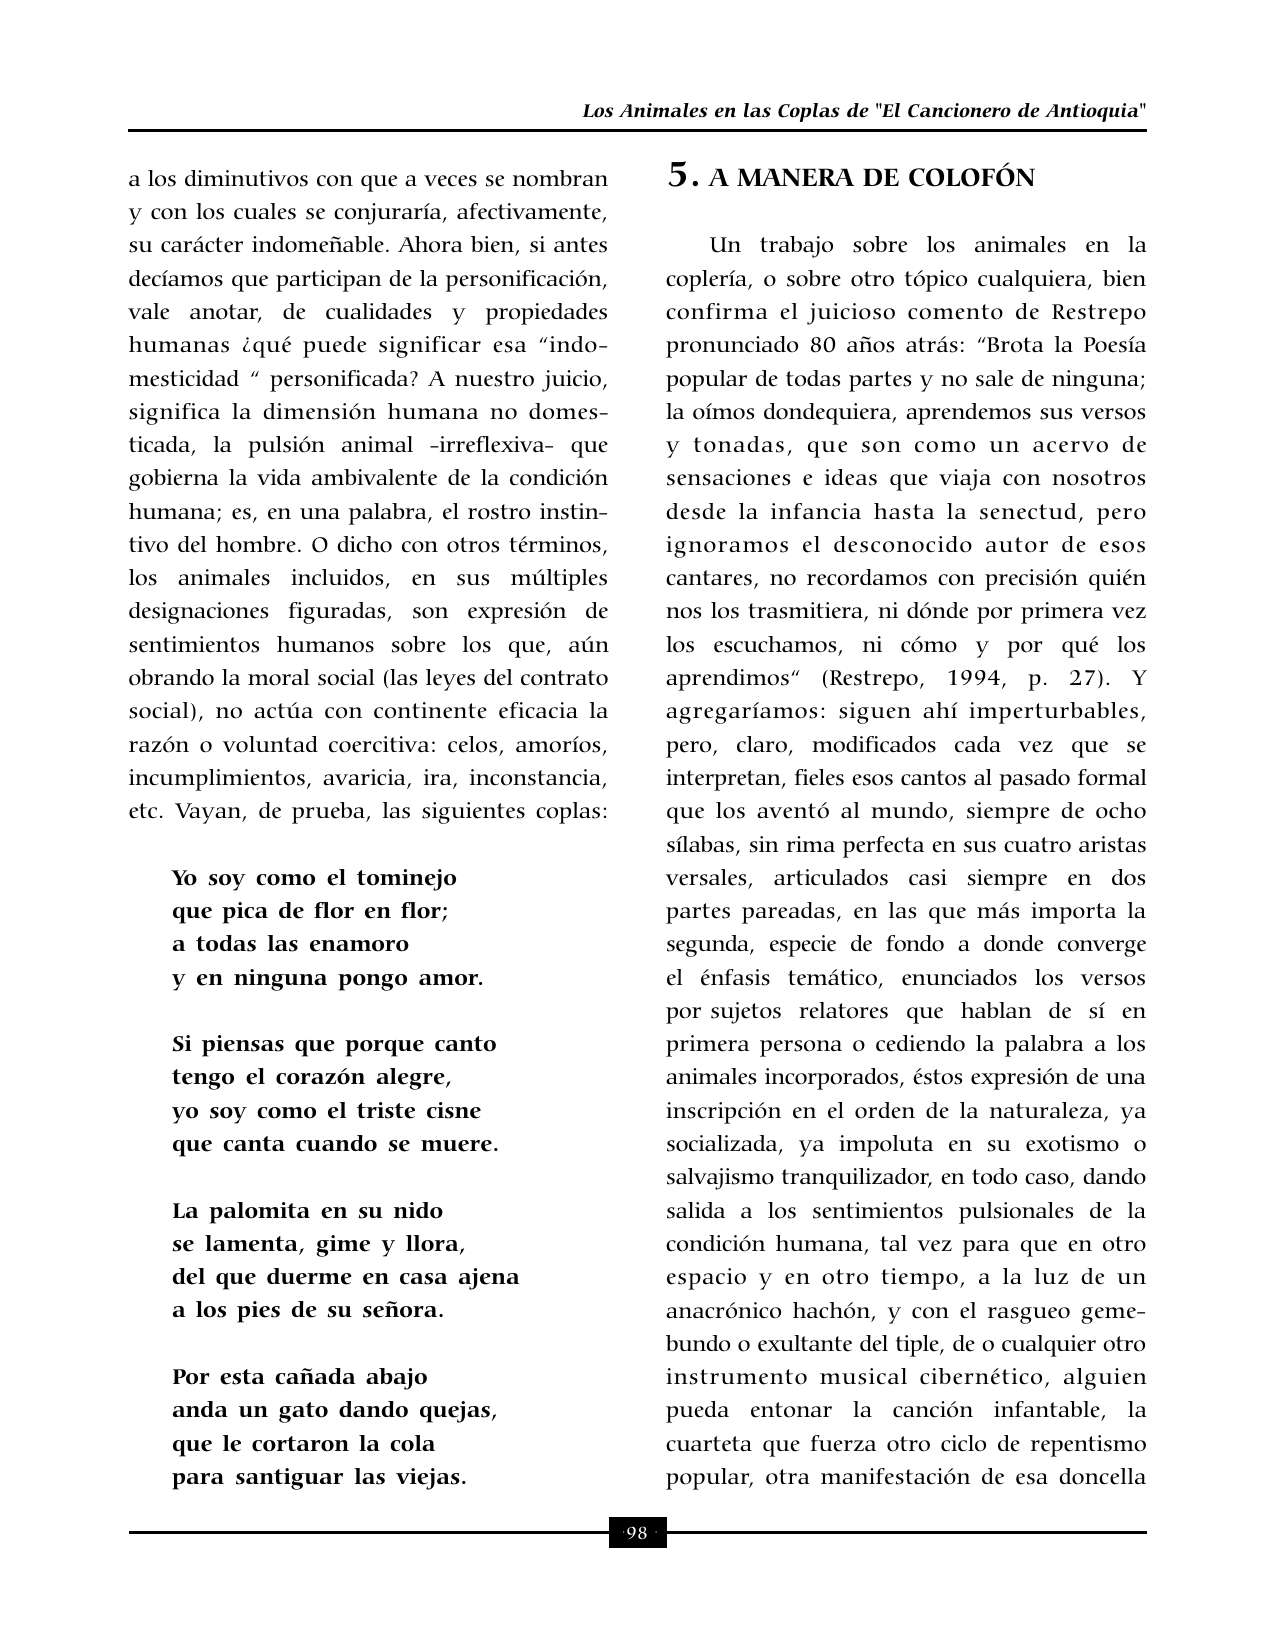 Los Animales en las Coplas de "El Cancionero de Antioquia"
a los diminutivos con que a veces se nombran
y con los cuales se conjuraría, afectivamente,
su carácter indomeñable. Ahora bien, si antes
decíamos que participan de la personificación,
vale anotar, de cualidades y propiedades
humanas ¿qué puede significar esa “indo-
mesticidad “ personificada? A nuestro juicio,
significa la dimensión humana no domes-
ticada, la pulsión animal -irreflexiva- que
gobierna la vida ambivalente de la condición
humana; es, en una palabra, el rostro instin-
tivo del hombre. O dicho con otros términos,
los animales incluidos, en sus múltiples
designaciones figuradas, son expresión de
sentimientos humanos sobre los que, aún
obrando la moral social (las leyes del contrato
social), no actúa con continente eficacia la
razón o voluntad coercitiva: celos, amoríos,
incumplimientos, avaricia, ira, inconstancia,
etc. Vayan, de prueba, las siguientes coplas:
Yo soy como el tominejo
que pica de flor en flor;
a todas las enamoro
y en ninguna pongo amor.
Si piensas que porque canto
tengo el corazón alegre,
yo soy como el triste cisne
que canta cuando se muere.
La palomita en su nido
se lamenta, gime y llora,
del que duerme en casa ajena
a los pies de su señora.
Por esta cañada abajo
anda un gato dando quejas,
que le cortaron la cola
para santiguar las viejas.
5. A MANERA DE COLOFÓN
Un trabajo sobre los animales en la
coplería, o sobre otro tópico cualquiera, bien
confirma el juicioso comento de Restrepo
pronunciado 80 años atrás: “Brota la Poesía
popular de todas partes y no sale de ninguna;
la oímos dondequiera, aprendemos sus versos
y tonadas, que son como un acervo de
sensaciones e ideas que viaja con nosotros
desde la infancia hasta la senectud, pero
ignoramos el desconocido autor de esos
cantares, no recordamos con precisión quién
nos los trasmitiera, ni dónde por primera vez
los escuchamos, ni cómo y por qué los
aprendimos“ (Restrepo, 1994, p. 27). Y
agregaríamos: siguen ahí imperturbables,
pero, claro, modificados cada vez que se
interpretan, fieles esos cantos al pasado formal
que los aventó al mundo, siempre de ocho
sílabas, sin rima perfecta en sus cuatro aristas
versales, articulados casi siempre en dos
partes pareadas, en las que más importa la
segunda, especie de fondo a donde converge
el énfasis temático, enunciados los versos
por sujetos relatores que hablan de sí en
primera persona o cediendo la palabra a los
animales incorporados, éstos expresión de una
inscripción en el orden de la naturaleza, ya
socializada, ya impoluta en su exotismo o
salvajismo tranquilizador, en todo caso, dando
salida a los sentimientos pulsionales de la
condición humana, tal vez para que en otro
espacio y en otro tiempo, a la luz de un
anacrónico hachón, y con el rasgueo geme-
bundo o exultante del tiple, de o cualquier otro
instrumento musical cibernético, alguien
pueda entonar la canción infantable, la
cuarteta que fuerza otro ciclo de repentismo
popular, otra manifestación de esa doncella
98